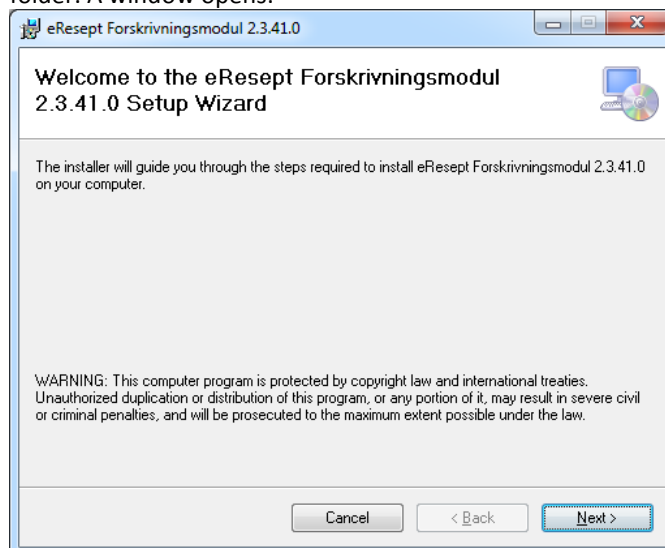 folder. A window opens.
eResept Forskrivningsmodul 2.3.41.0
Welcome to the eResept Forskrivningsmodul
2.3.41.0 Setup Wizard
The installer will guide you through the steps required to install eResept Forskrivningsmodul 2.3.41.0
on your computer.
WARNING: This computer program is protected by copyright law and international treaties.
Unauthorized duplication or distribution of this program, or any portion of it, may result in severe civil
or criminal penalties, and will be prosecuted to the maximum extent possible under the law.
Cancel < Back Next >